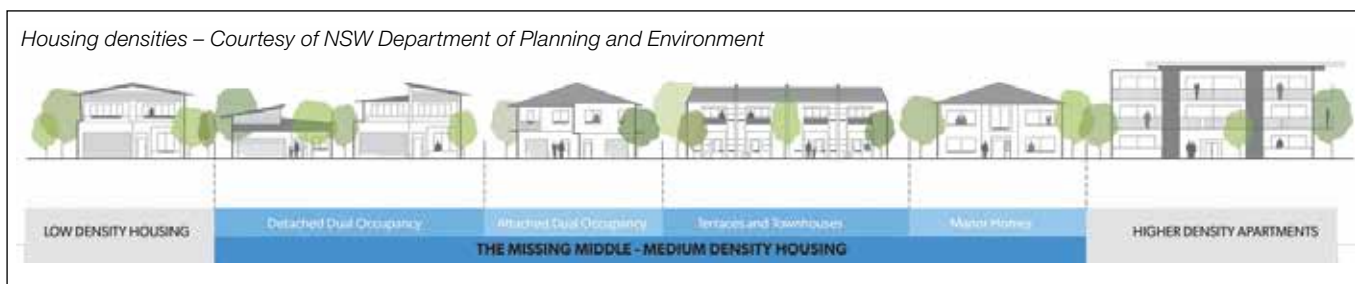 Housing densities – Courtesy of NSW Department of Planning and Environment
LOW DENSITY HOUSING
Detached Dual Occupancy
Attached Dual Occupancy
Terraces and Townhouses
Manor Homes
HIGHER DENSITY APARTMENTS
THE MISSING MIDDLE - MEDIUM DENSITY HOUSING